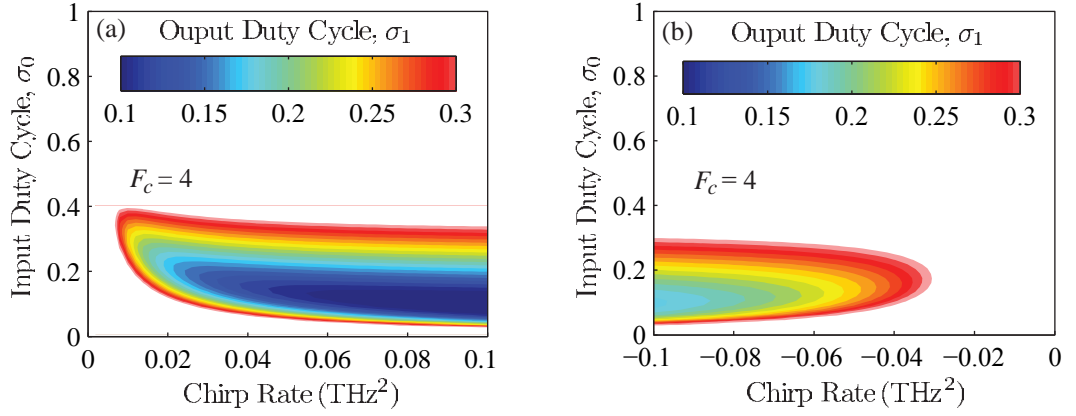 (a)
Ouput Duty Cycle, σ0
0.1 0.15 0.2 0.25 0.3
Fc = 4
Input Duty Cycle, σ0
1
0.8
0.6
0.4
0.2
0
0 0.02 0.04 0.06 0.08 0.1
Chirp Rate (THz²)
(b)
Ouput Duty Cycle, σ1
0.1 0.15 0.2 0.25 0.3
Fc = 4
Input Duty Cycle, σ0
1
0.8
0.6
0.4
0.2
0
−0.1 −0.08 −0.06 −0.04 −0.02 0
Chirp Rate (THz²)